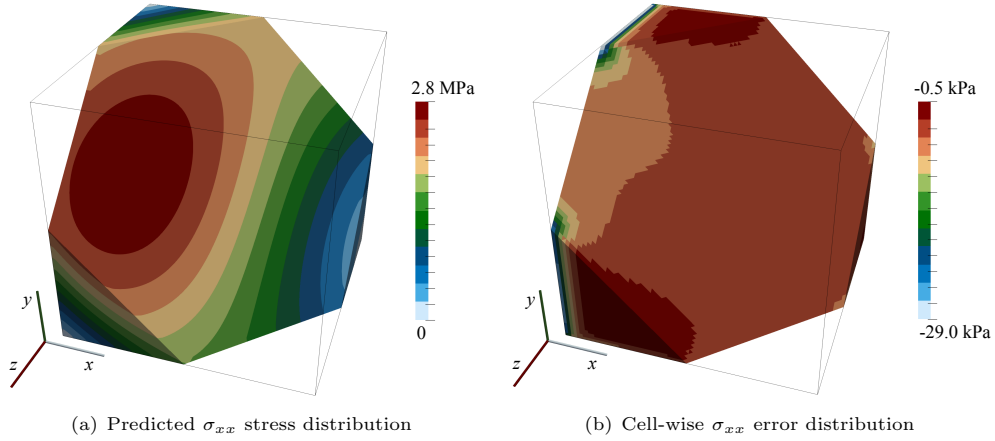 2.8 MPa
0
y
z
x
-0.5 kPa
-29.0 kPa
y
z
x
(a) Predicted σxx stress distribution
(b) Cell-wise σxx error distribution